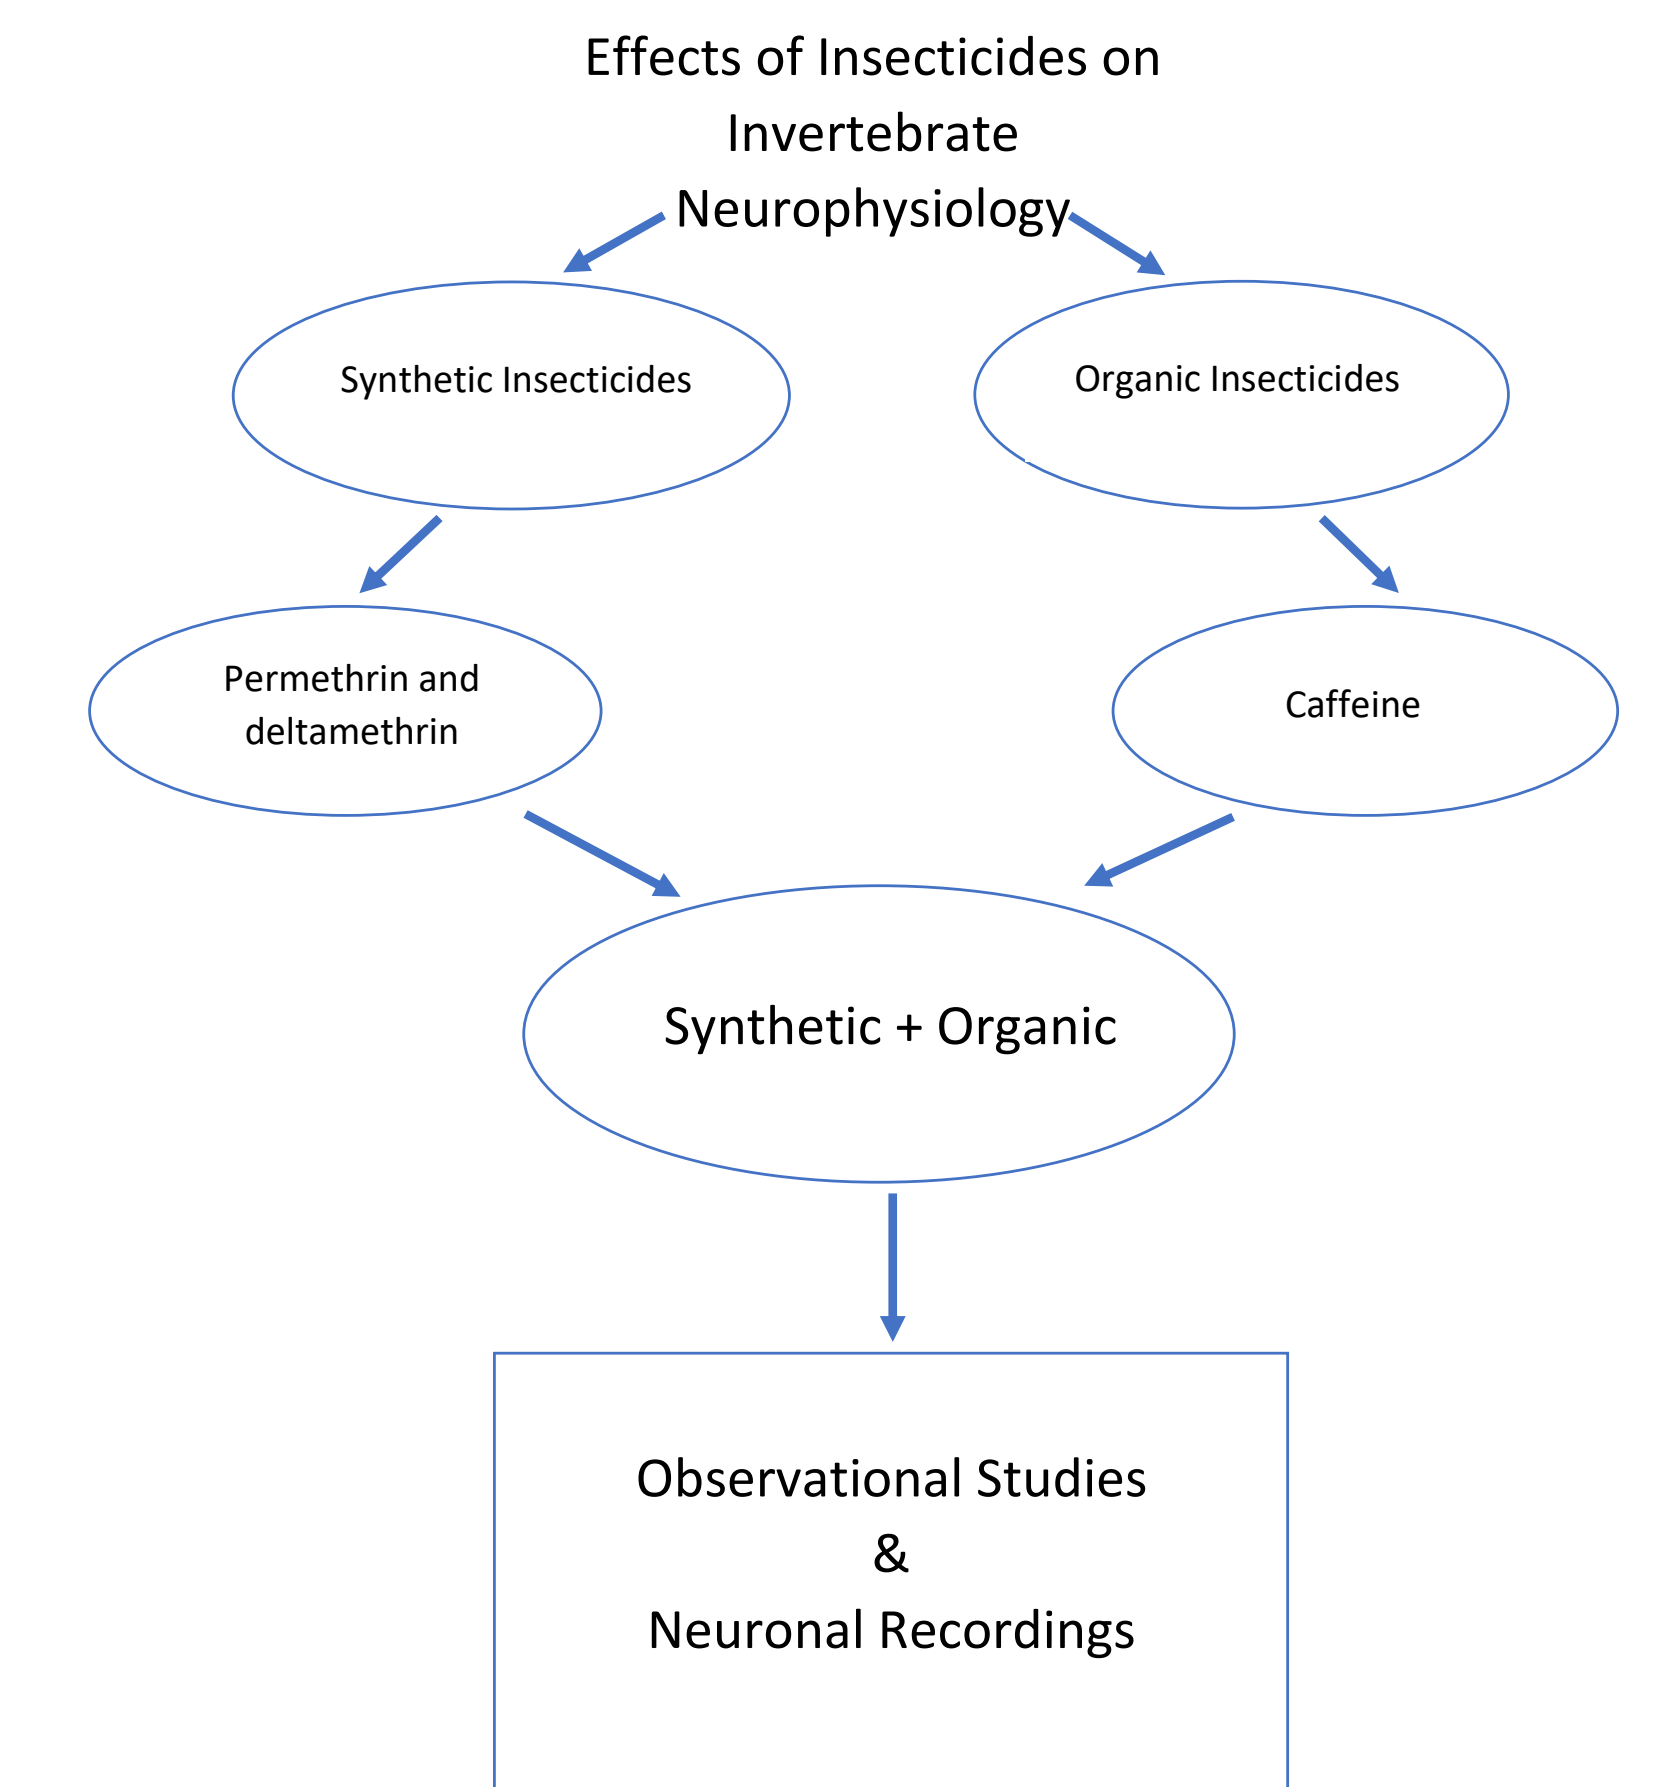 Effects of Insecticides on
Invertebrate
Neurophysiology
Synthetic Insecticides
Organic Insecticides
Permethrin and
deltamethrin
Caffeine
Synthetic + Organic
Observational Studies
&
Neuronal Recordings